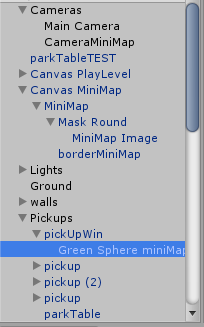 Cameras
Main Camera
CameraMiniMap
parkTableTEST
Canvas PlayLevel
Canvas MiniMap
MiniMap
Mask Round
MiniMap Image
borderMiniMap
Lights
Ground
walls
Pickups
pickUpWin
Green Sphere miniMap
pickup
pickup (2)
pickup
parkTable